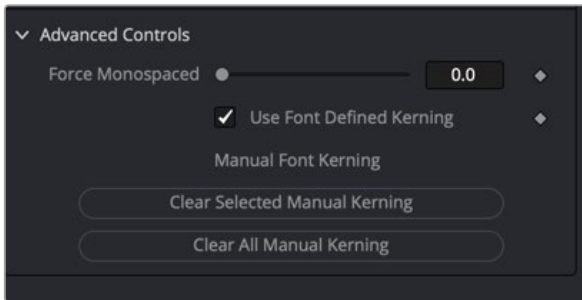 Advanced Controls
Force Monospaced 0.0
Use Font Defined Kerning
Manual Font Kerning
Clear Selected Manual Kerning
Clear All Manual Kerning